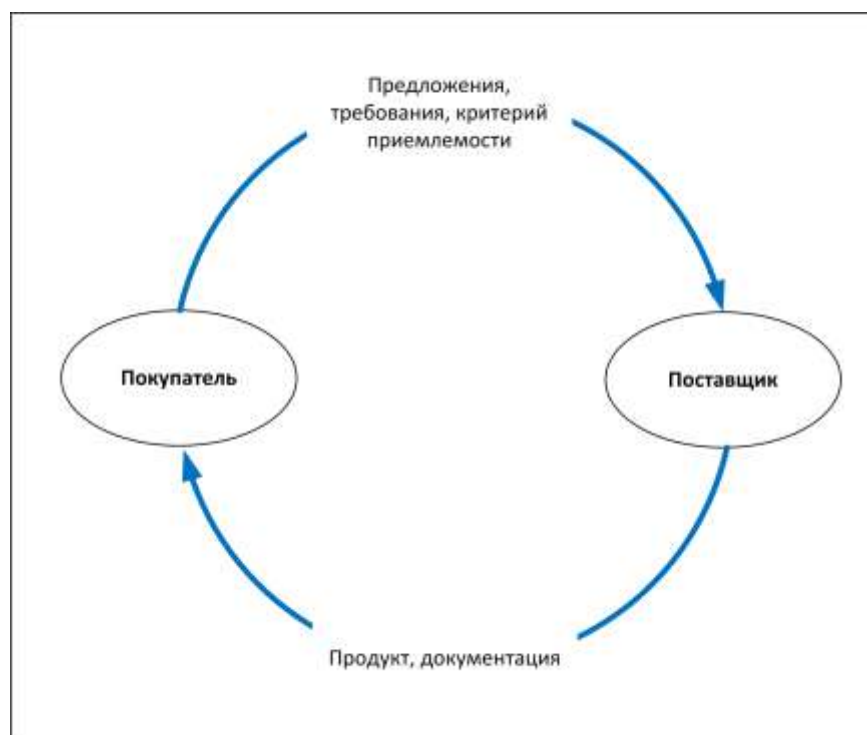 Предложения,
требования, критерий
приемлемости
Покупатель
Поставщик
Продукт, документация